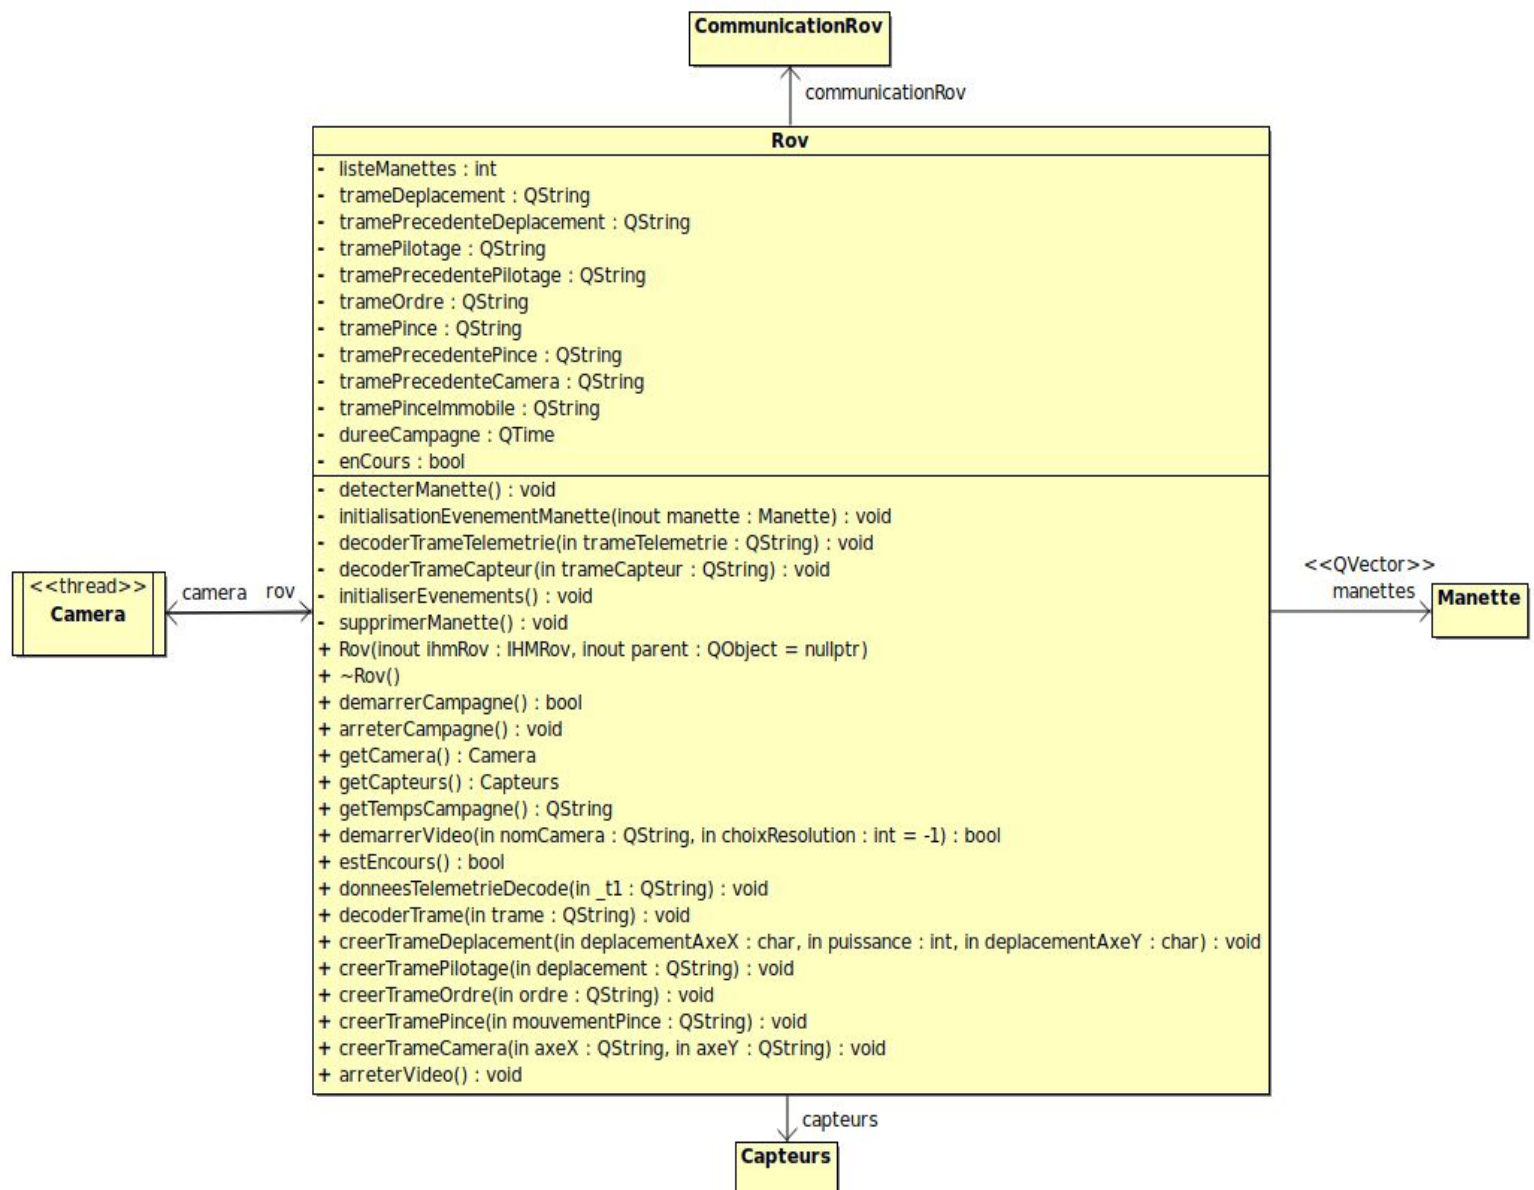 CommunicationRov
communicationRov
Rov
- listeManettes : int
- trameDeplacement : QString
- tramePrecedenteDeplacement : QString
- tramePilotage : QString
- tramePrecedentePilotage : QString
- trameOrdre : QString
- tramePince : QString
- tramePrecedentePince : QString
- tramePrecedenteCamera : QString
- tramePinceImmobile : QString
- dureeCampagne : QTime
- enCours : bool
- detecterManette() : void
- initialisationEvenementManette(inout manette : Manette) : void
- decoderTrameTelemetrie(in trameTelemetrie : QString) : void
- decoderTrameCapteur(in trameCapteur : QString) : void
- initialiserEvenements() : void
- supprimerManette() : void
+ Rov(inout ihmRov : IHMRov, inout parent : QObject = nullptr)
+ ~Rov()
+ demarrerCampagne() : bool
+ arreterCampagne() : void
+ getCamera() : Camera
+ getCapteurs() : Capteurs
+ getTempsCampagne() : QString
+ demarrerVideo(in nomCamera : QString, in choixResolution : int = -1) : bool
+ estEncours() : bool
+ donneesTelemetrieDecode(in _t1 : QString) : void
+ decoderTrame(in trame : QString) : void
+ creerTrameDeplacement(in deplacementAxeX : char, in puissance : int, in deplacementAxeY : char) : void
+ creerTramePilotage(in deplacement : QString) : void
+ creerTrameOrdre(in ordre : QString) : void
+ creerTramePince(in mouvementPince : QString) : void
+ creerTrameCamera(in axeX : QString, in axeY : QString) : void
+ arreterVideo() : void
<<thread>>
Camera
camera rov
<<QVector>>
manettes
Manette
capteurs
Capteurs